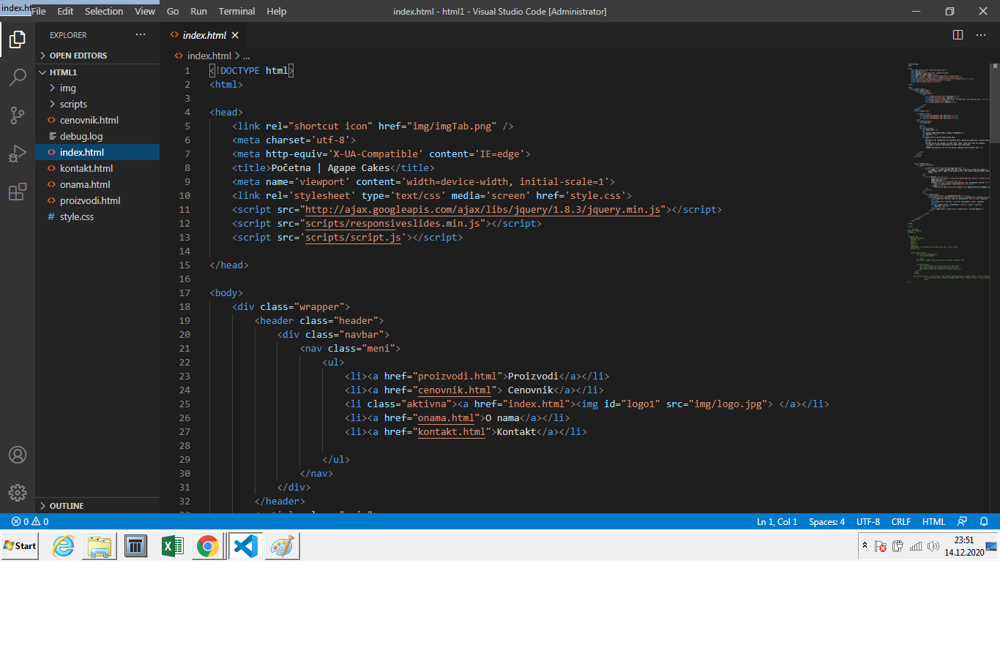 index.ht
File Edit Selection View Go Run Terminal Help
index.html - html1 - Visual Studio Code [Administrator]
EXPLORER
OPEN EDITORS
HTML1
img
scripts
cenovnik.html
debug.log
index.html
kontakt.html
onama.html
proizvodi.html
# style.css
OUTLINE
index.html
index.html > ...
1 <!DOCTYPE html>
2 <html>
3
4 <head>
5 <link rel="shortcut icon" href="img/imgTab.png" />
6 <meta charset='utf-8'>
7 <meta http-equiv='X-UA-Compatible' content='IE=edge'>
8 <title>Početna | Agape Cakes</title>
9 <meta name='viewport' content='width=device-width, initial-scale=1'>
10 <link rel='stylesheet' type='text/css' media='screen' href='style.css'>
11 <script src="http://ajax.googleapis.com/ajax/libs/jquery/1.8.3/jquery.min.js"></script>
12 <script src="scripts/responsiveslides.min.js"></script>
13 <script src='scripts/script.js'></script>
14
15 </head>
16
17 <body>
18 <div class="wrapper">
19 <header class="header">
20 <div class="navbar">
21 <nav class="meni">
22 <ul>
23 <li><a href="proizvodi.html">Proizvodi</a></li>
24 <li><a href="cenovnik.html"> Cenovnik</a></li>
25 <li class="aktivna"><a href="index.html"><img id="logo1" src="img/logo.jpg"> </a></li>
26 <li><a href="onama.html">O nama</a></li>
27 <li><a href="kontakt.html">Kontakt</a></li>
28
29 </ul>
30 </nav>
31 </div>
32 </header>
0 0
Ln 1, Col 1 Spaces: 4 UTF-8 CRLF HTML
Start
23:51
14.12.2020